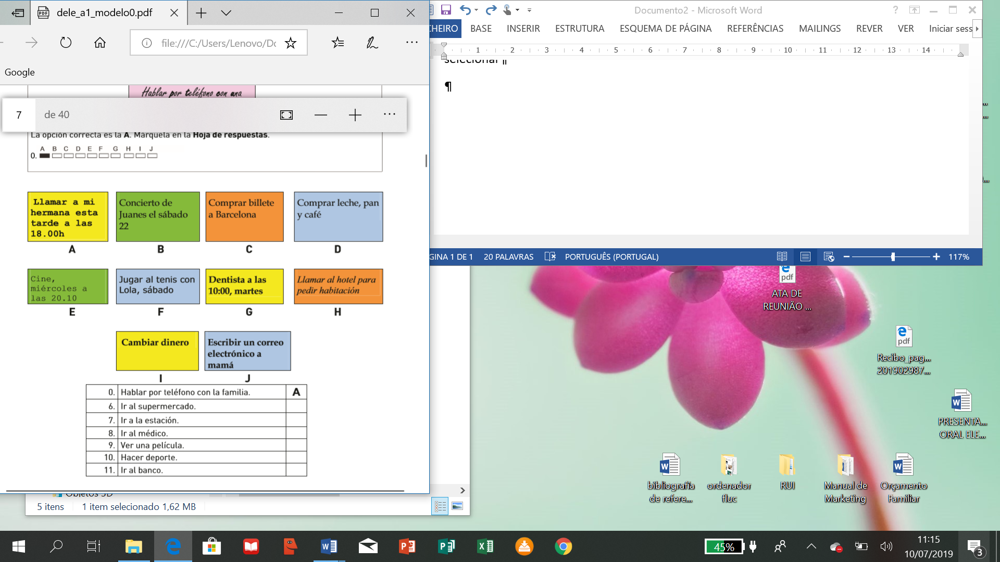 dele_a1_modelo0.pdf
file:///C:/Users/Lenovo/Do
Google
Hablar por teléfono con una
7 de 40
La opción correcta es la A. Márquela en la Hoja de respuestas.
A B C D E F G H I J
0.
Llamar a mi
hermana esta
tarde a las
18.00h
A
Concierto de
Juanes el sábado
22
B
Comprar billete
a Barcelona
C
Comprar leche, pan
y café
D
Cine,
miércoles a
las 20.10
E
Jugar al tenis con
Lola, sábado
F
Dentista a las
10:00, martes
G
Llamar al hotel para
pedir habitación
H
Cambiar dinero
I
Escribir un correo
electrónico a
mamá
J
0. Hablar por teléfono con la familia. A
6. Ir al supermercado.
7. Ir a la estación.
8. Ir al médico.
9. Ver una película.
10. Hacer deporte.
11. Ir al banco.
Objetos 3D
5 itens 1 item selecionado 1,62 MB
Documento2 - Microsoft Word
CHEIRO BASE INSERIR ESTRUTURA ESQUEMA DE PÁGINA REFERÊNCIAS MAILINGS REVER VER Iniciar sess
1 2 3 4 5 6 7 8 9 10 11 12 13 14
selecionar ¶
¶
GINA 1 DE 1 20 PALAVRAS PORTUGUÊS (PORTUGAL) 117%
pdf
ATA DE
REUNIÃO ...
pdf
Recibo_pag...
201902987...
PRESENTA...
ORAL ELE...
bibliografía
de refere...
ordenador
fluc
RUI
Manual de
Marketing
Orçamento
Familiar
45%
11:15
10/07/2019
3